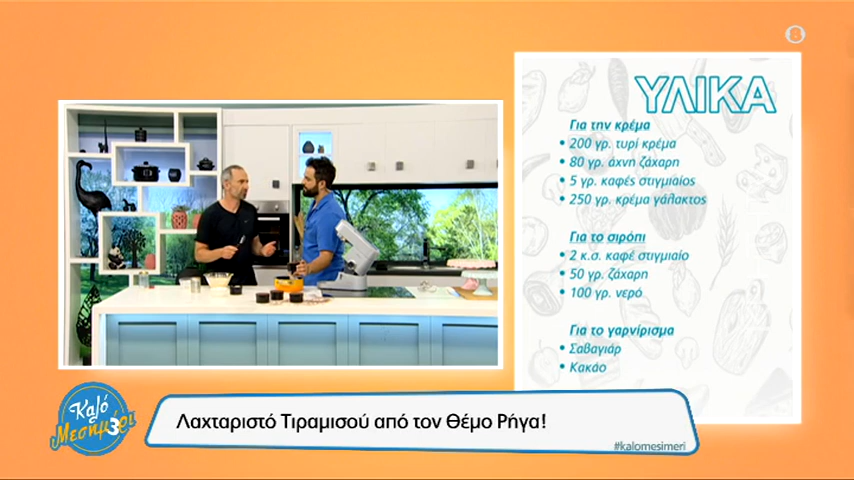 ΥΛΙΚΑ
Για την κρέμα
• 200 γρ. τυρί κρέμα
• 80 γρ. άχνη ζάχαρη
• 5 γρ. καφές στιγμιαίος
• 250 γρ. κρέμα γάλακτος
Για το σιρόπι
• 2 κ.σ. καφέ στιγμιαίο
• 50 γρ. ζάχαρη
• 100 γρ. νερό
Για το γαρνίρισμα
• Σαβαγιάρ
• Κακάο
Καλό
Μεσημ3ρι
Λαχταριστό Τιραμισού από τον Θέμο Ρήγα!
#kalomesimeri